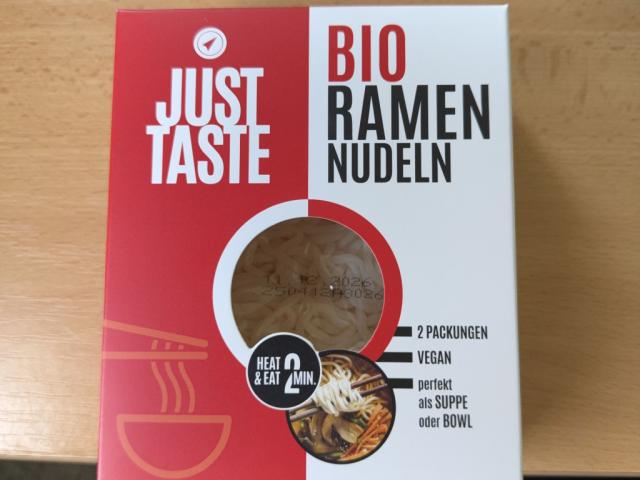 JUST
TASTE
BIO
RAMEN
NUDELN
2 PACKUNGEN
VEGAN
perfekt
als SUPPE
oder BOWL
HEAT
& EAT
2 MIN.